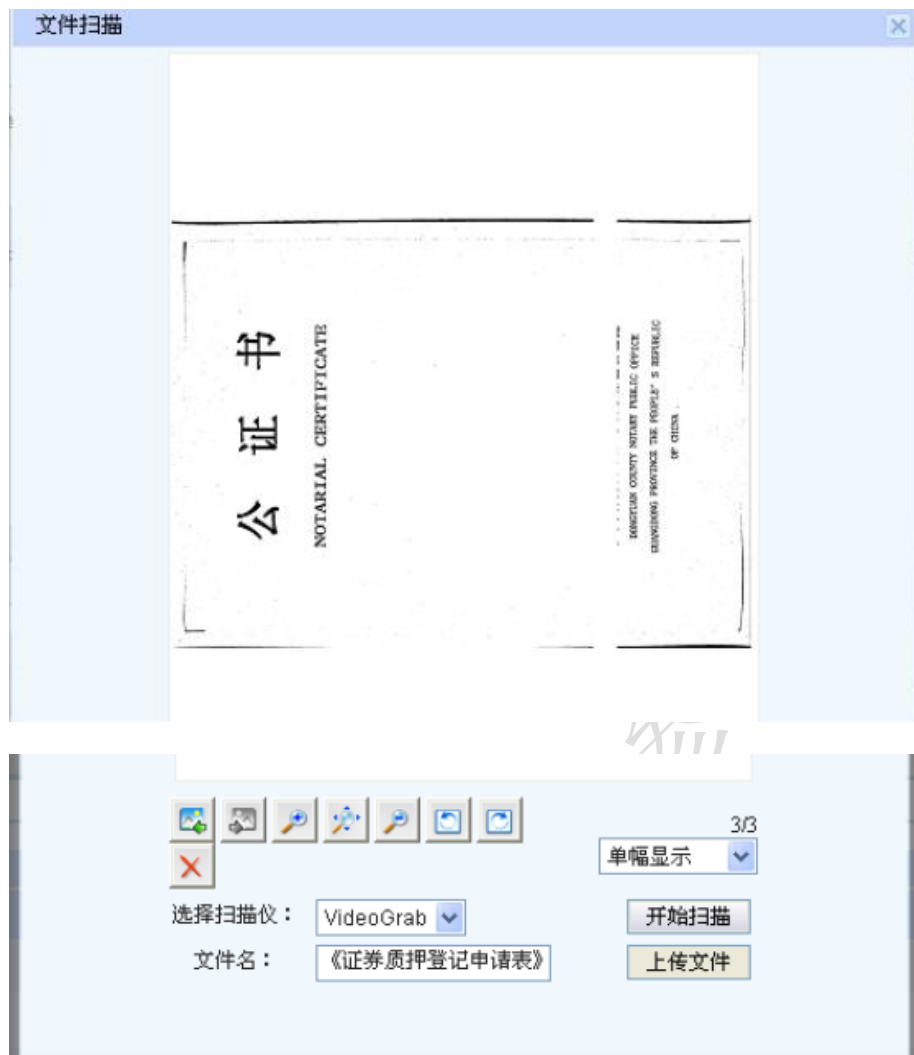 文件扫描
公证书
NOTARIAL CERTIFICATE
DONGYUAN COUNTY NOTARY PUBLIC OFFICE
GUANGDONG PROVINCE THE PEOPLE'S REPUBLIC
OF CHINA
3/3
单幅显示
选择扫描仪：
VideoGrab
开始扫描
文件名：
《证券质押登记申请表》
上传文件